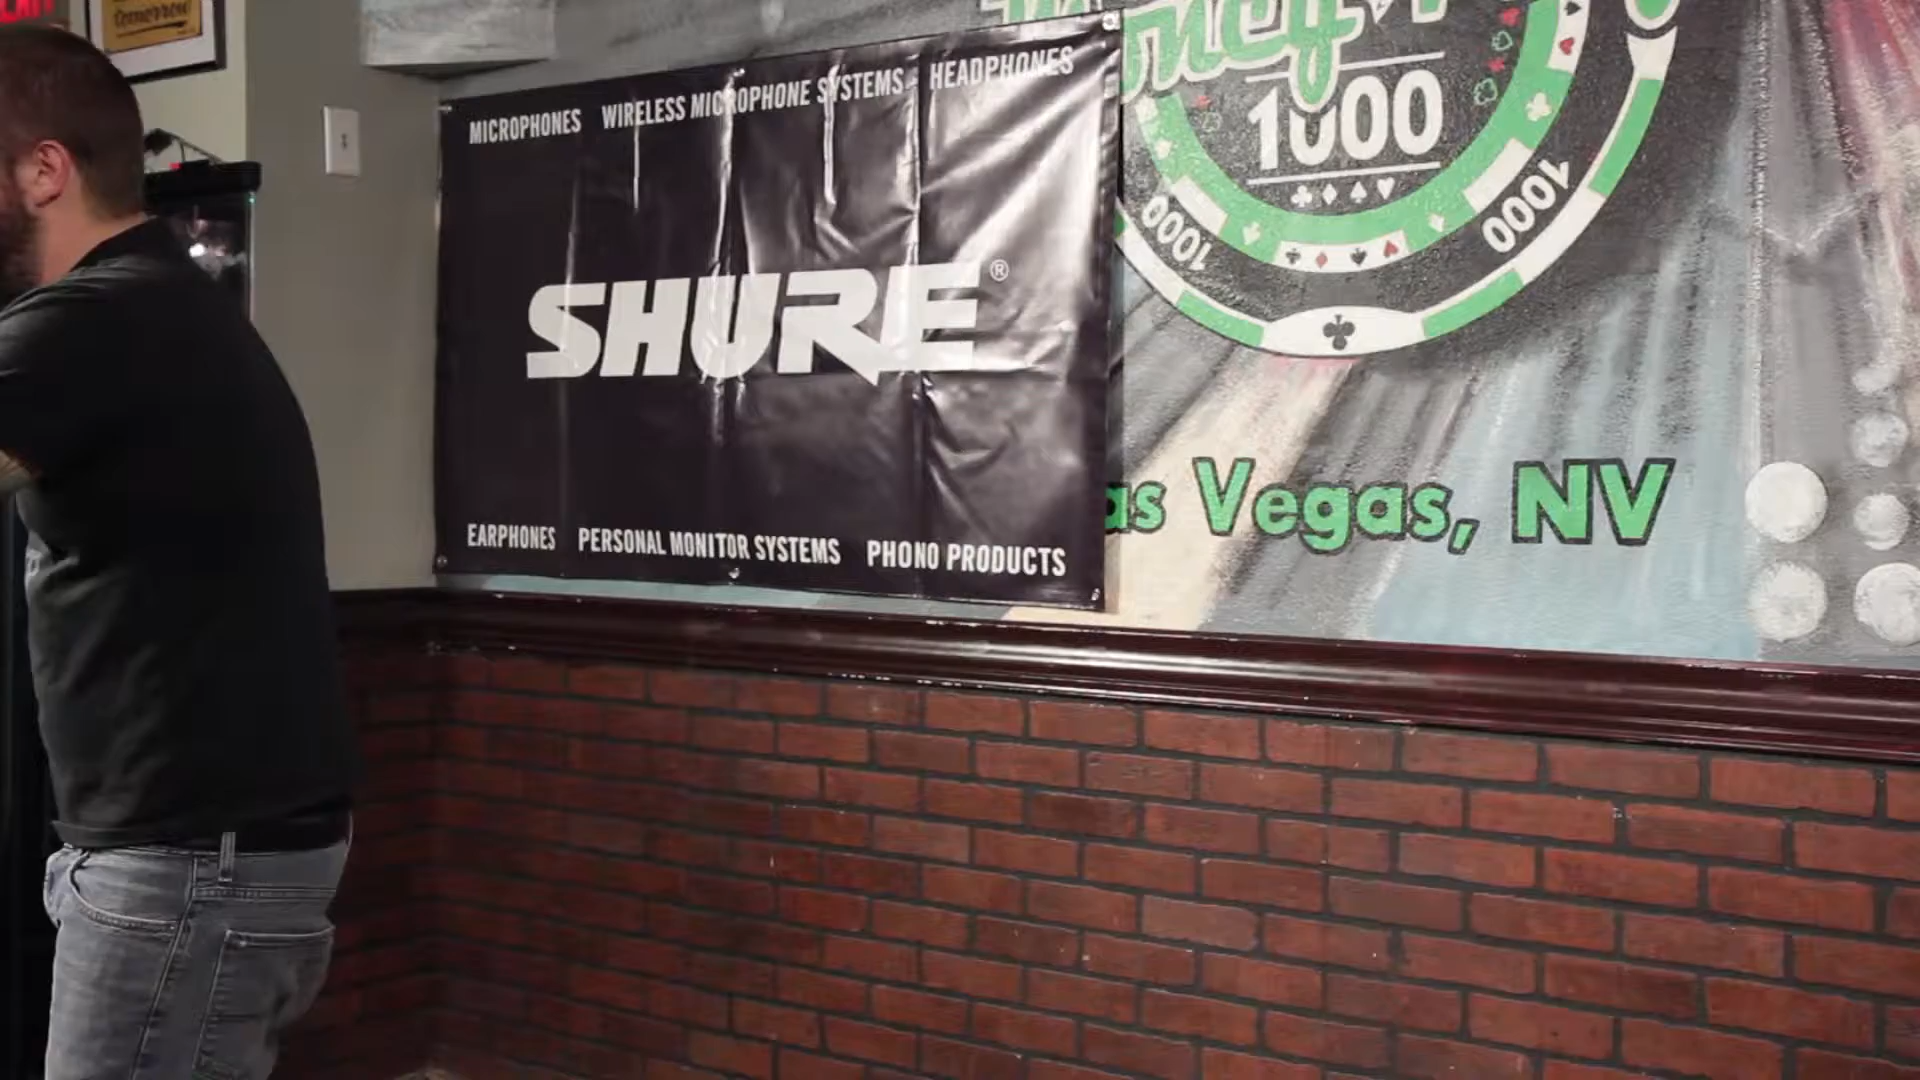 MICROPHONES WIRELESS MICROPHONE SYSTEMS HEADPHONES
SHURE®
EARPHONES PERSONAL MONITOR SYSTEMS PHONO PRODUCTS
1000
1000
1000
as Vegas, NV